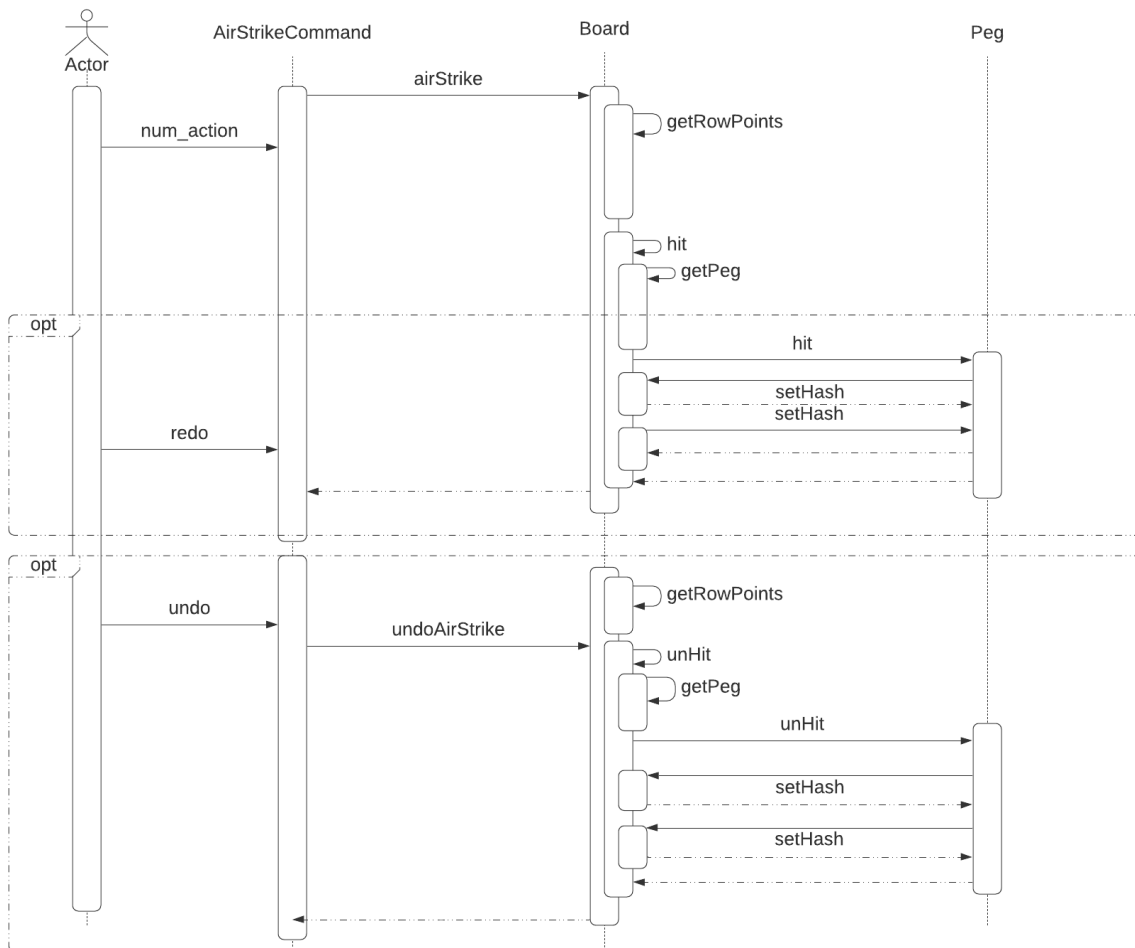 Actor
AirStrikeCommand
Board
Peg
airStrike
getRowPoints
num_action
hit
getPeg
opt
hit
setHash
setHash
redo
opt
getRowPoints
undo
undoAirStrike
unHit
getPeg
unHit
setHash
setHash